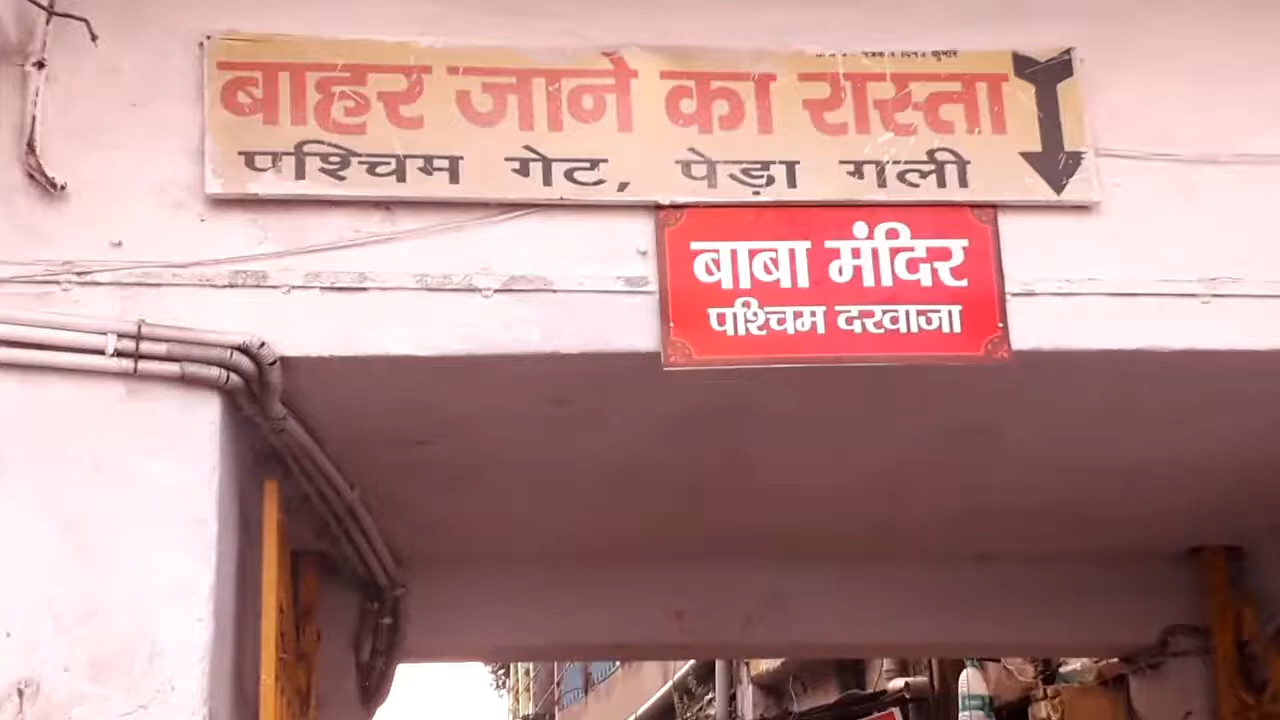 बाहर जाने का रास्ता
पश्चिम गेट, पेड़ा गली
बाबा मंदिर
पश्चिम दरवाजा